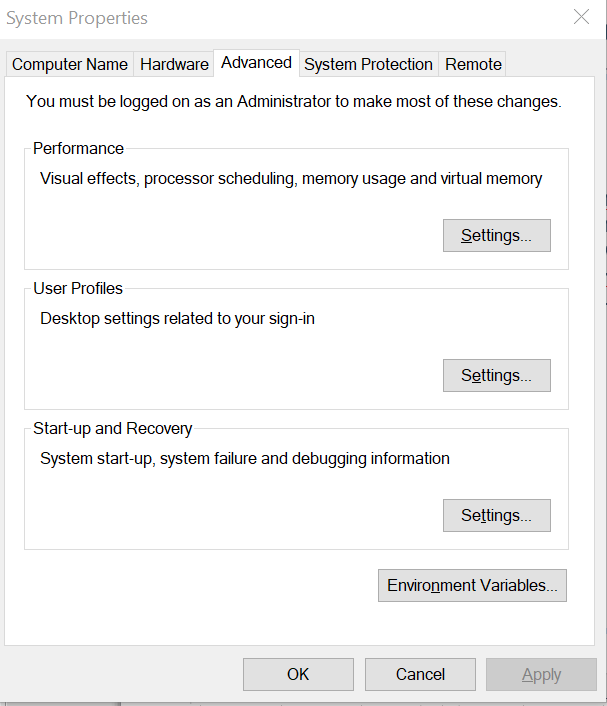 System Properties
Computer Name
Hardware
Advanced
System Protection
Remote
You must be logged on as an Administrator to make most of these changes.
Performance
Visual effects, processor scheduling, memory usage and virtual memory
Settings...
User Profiles
Desktop settings related to your sign-in
Settings...
Start-up and Recovery
System start-up, system failure and debugging information
Settings...
Environment Variables...
OK
Cancel
Apply